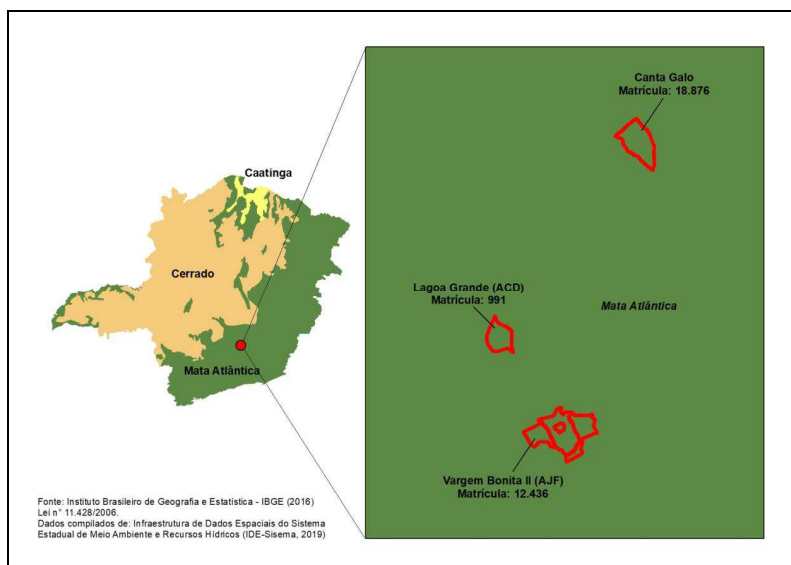 Canta Galo
Matrícula: 18.876
Caatinga
Cerrado
Lagoa Grande (ACD)
Matrícula: 991
Mata Atlântica
Mata Atlântica
Vargem Bonita II (AJF)
Matrícula: 12.436
Fonte: Instituto Brasileiro de Geografia e Estatística - IBGE (2016)
Lei n° 11.428/2006.
Dados compilados de: Infraestrutura de Dados Espaciais do Sistema
Estadual de Meio Ambiente e Recursos Hídricos (IDE-Sisema, 2019)